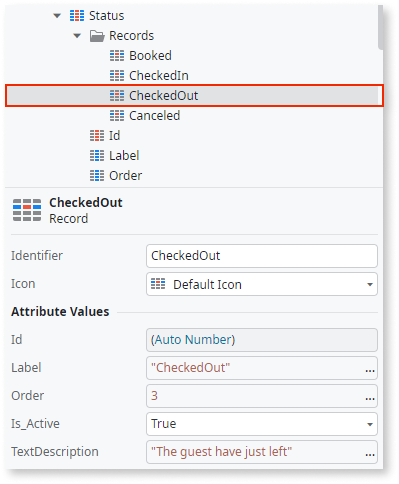 Status
Records
Booked
CheckedIn
CheckedOut
Canceled
Id
Label
Order
CheckedOut
Record
Identifier CheckedOut
Icon Default Icon
Attribute Values
Id (Auto Number)
Label "CheckedOut" ...
Order 3 ...
Is_Active True
TextDescription "The guest have just left" ...